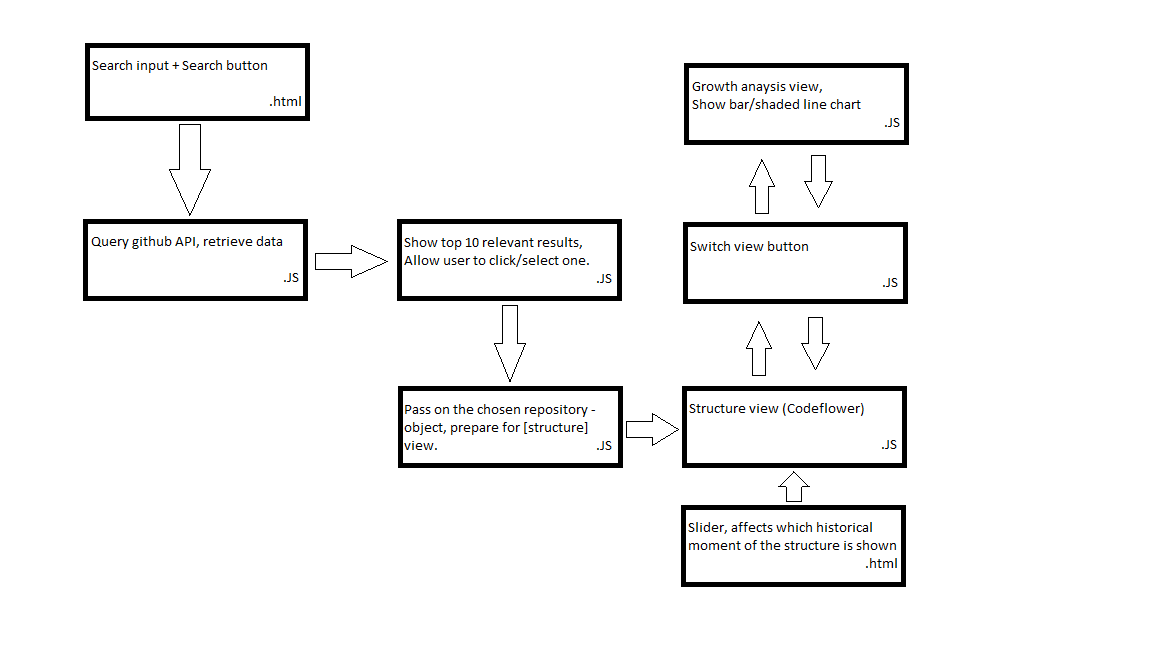 Search input + Search button
.html
Query github API, retrieve data
.JS
Show top 10 relevant results,
Allow user to click/select one.
.JS
Pass on the chosen repository -
object, prepare for [structure]
view.
.JS
Growth anaysis view,
Show bar/shaded line chart
.JS
Switch view button
.JS
Structure view (Codeflower)
.JS
Slider, affects which historical
moment of the structure is shown
.html